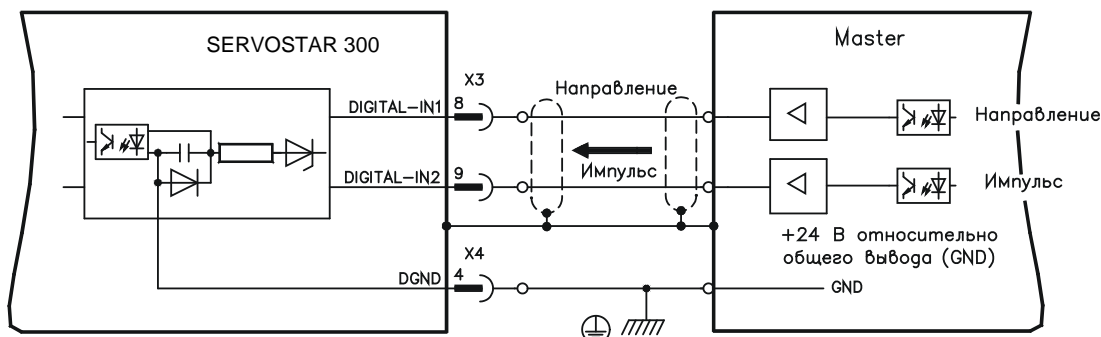 SERVOSTAR 300
Master
X3
Направление
DIGITAL-IN1
8
Направление
Импульс
DIGITAL-IN2
9
Импульс
+24 В относительно
общего вывода (GND)
X4
DGND
4
GND